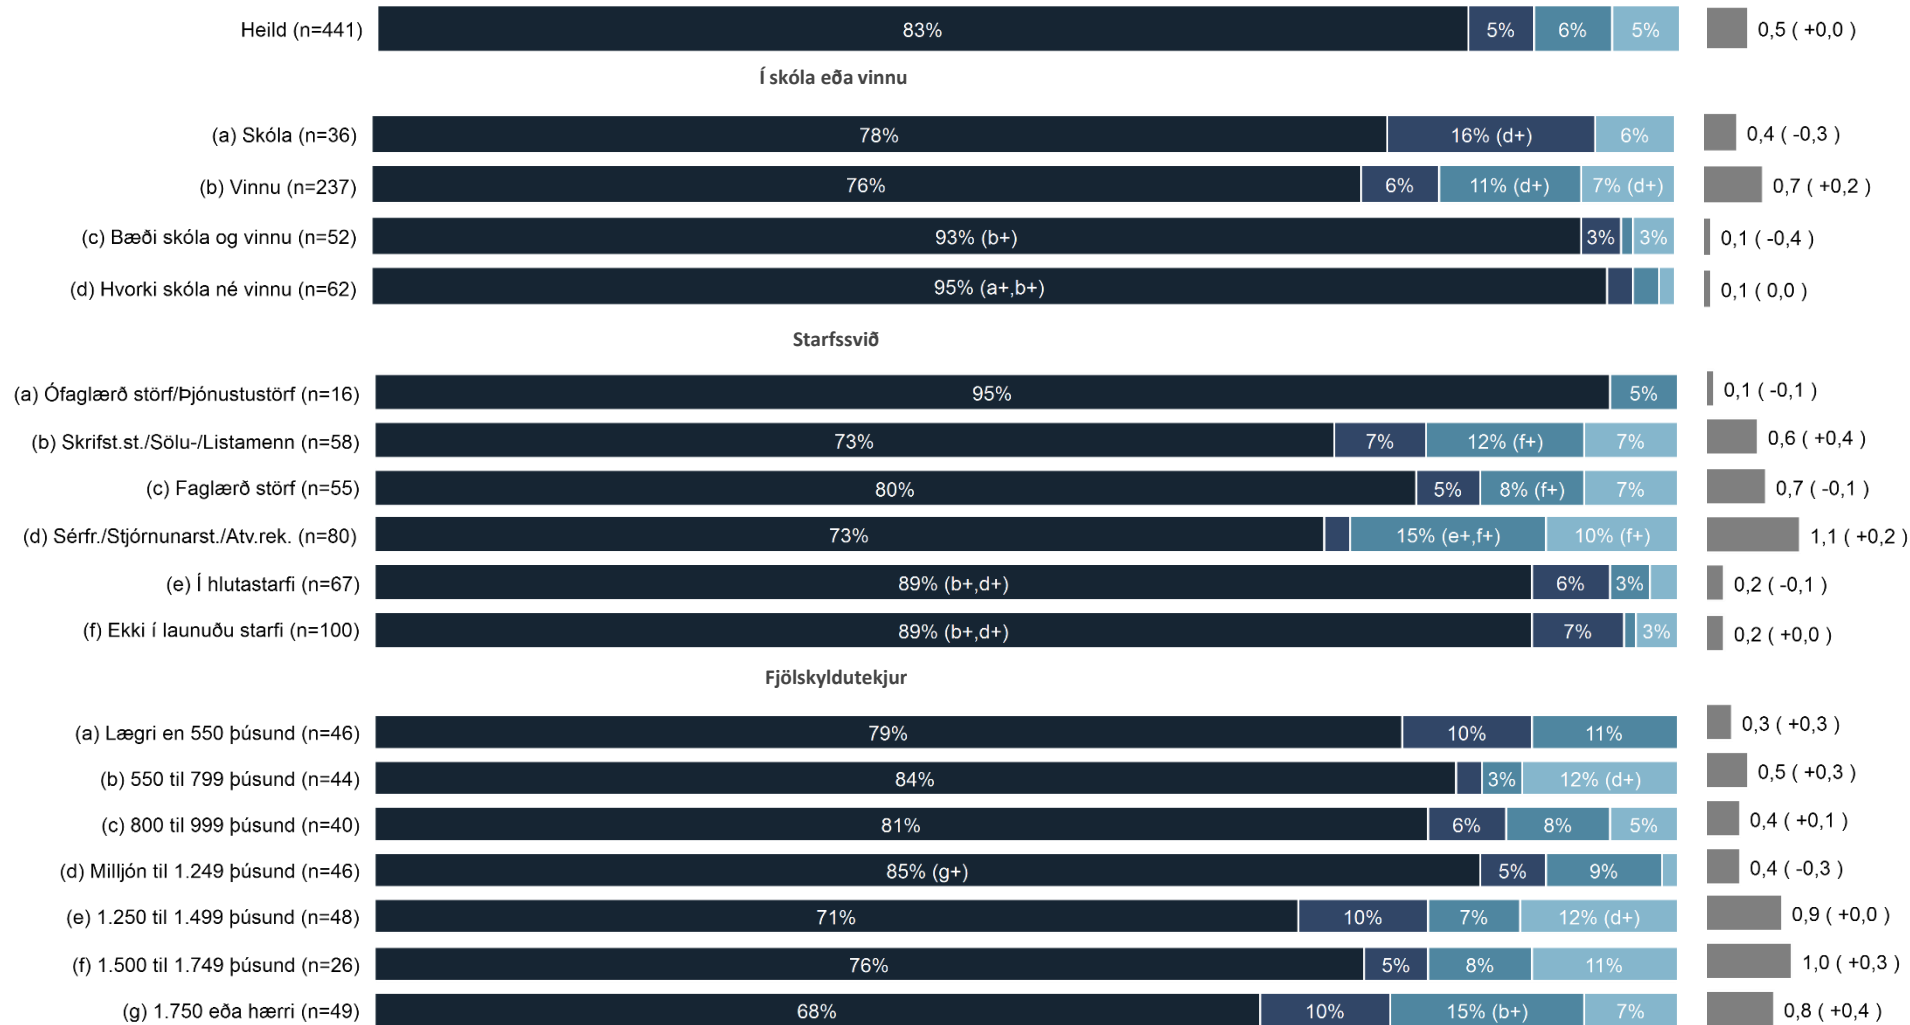 Heild (n=441) 83% 5% 6% 5% 0,5 ( +0,0 )
Í skóla eða vinnu
(a) Skóla (n=36) 78% 16% (d+) 6% 0,4 ( -0,3 )
(b) Vinnu (n=237) 76% 6% 11% (d+) 7% (d+) 0,7 ( +0,2 )
(c) Bæði skóla og vinnu (n=52) 93% (b+) 3% 3% 0,1 ( -0,4 )
(d) Hvorki skóla né vinnu (n=62) 95% (a+,b+) 0,1 ( 0,0 )
Starfssvið
(a) Ófaglærð störf/Þjónustustörf (n=16) 95% 5% 0,1 ( -0,1 )
(b) Skrifst.st./Sölu-/Listamenn (n=58) 73% 7% 12% (f+) 7% 0,6 ( +0,4 )
(c) Faglærð störf (n=55) 80% 5% 8% (f+) 7% 0,7 ( -0,1 )
(d) Sérfr./Stjórnunarst./Atv.rek. (n=80) 73% 15% (e+,f+) 10% (f+) 1,1 ( +0,2 )
(e) Í hlutastarfi (n=67) 89% (b+,d+) 6% 3% 0,2 ( -0,1 )
(f) Ekki í launuðu starfi (n=100) 89% (b+,d+) 7% 3% 0,2 ( +0,0 )
Fjölskyldutekjur
(a) Lægri en 550 þúsund (n=46) 79% 10% 11% 0,3 ( +0,3 )
(b) 550 til 799 þúsund (n=44) 84% 3% 12% (d+) 0,5 ( +0,3 )
(c) 800 til 999 þúsund (n=40) 81% 6% 8% 5% 0,4 ( +0,1 )
(d) Milljón til 1.249 þúsund (n=46) 85% (g+) 5% 9% 0,4 ( -0,3 )
(e) 1.250 til 1.499 þúsund (n=48) 71% 10% 7% 12% (d+) 0,9 ( +0,0 )
(f) 1.500 til 1.749 þúsund (n=26) 76% 5% 8% 11% 1,0 ( +0,3 )
(g) 1.750 eða hærri (n=49) 68% 10% 15% (b+) 7% 0,8 ( +0,4 )